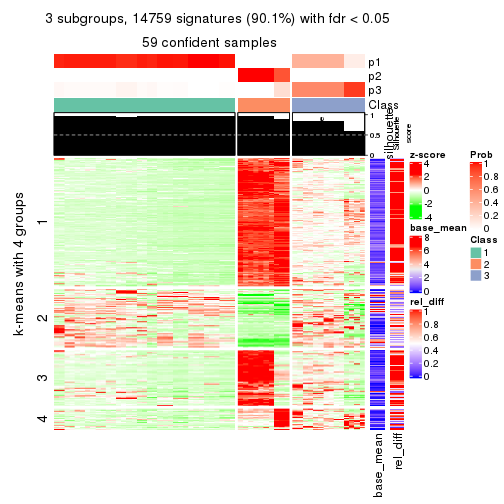 3 subgroups, 14759 signatures (90.1%) with fdr < 0.05
59 confident samples
p1
p2
p3
Class
1
0.5
0
silhouette
Silhouette
score
k-means with 4 groups
1
2
3
4
base_mean
rel_diff
z-score
4
2
0
-2
-4
base_mean
8
6
4
2
0
rel_diff
1
0.8
0.6
0.4
0.2
0
Prob
1
0.8
0.6
0.4
0.2
0
Class
1
2
3